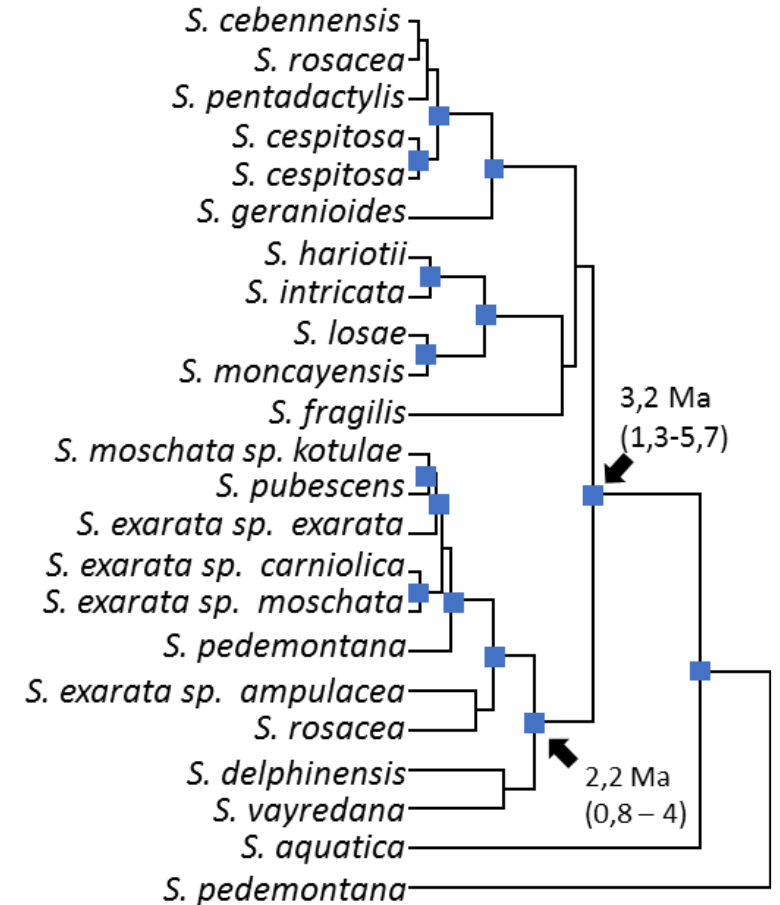 S. cebennensis
S. rosacea
S. pentadactylis
S. cespitosa
S. cespitosa
S. geranioides
S. hariotii
S. intricata
S. losae
S. moncayensis
S. fragilis
3,2 Ma
(1,3-5,7)
S. moschata sp. kotulae
S. pubescens
S. exarata sp. exarata
S. exarata sp. carniolica
S. exarata sp. moschata
S. pedemontana
S. exarata sp. ampulacea
S. rosacea
S. delphinensis
S. vayredana
2,2 Ma
(0,8 – 4)
S. aquatica
S. pedemontana